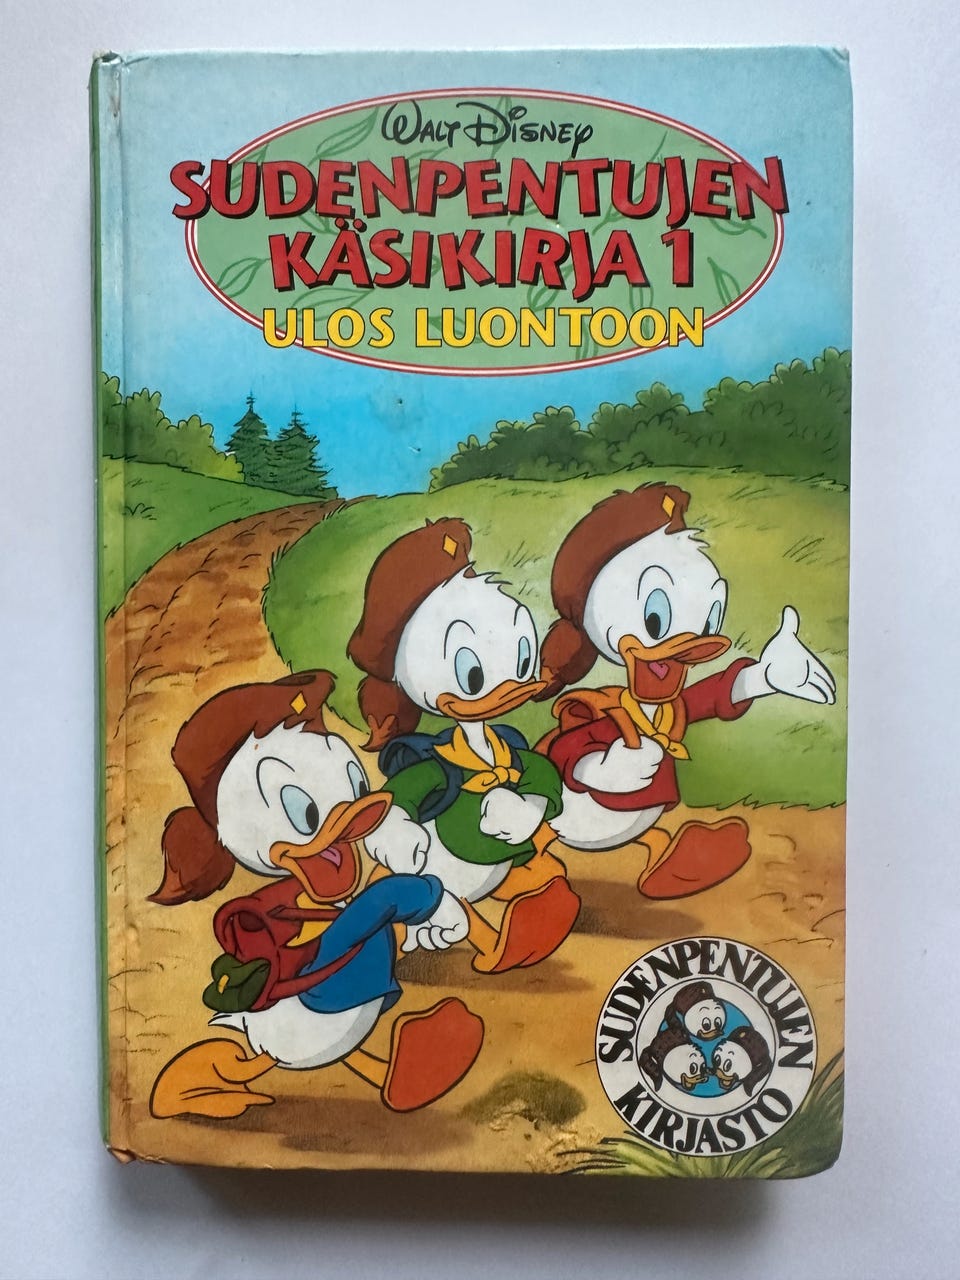 WALT DISNEY
SUDENPENTUJEN
KÄSIKIRJA 1
ULOS LUONTOON
SUDENPENTUJEN
KIRJASTO